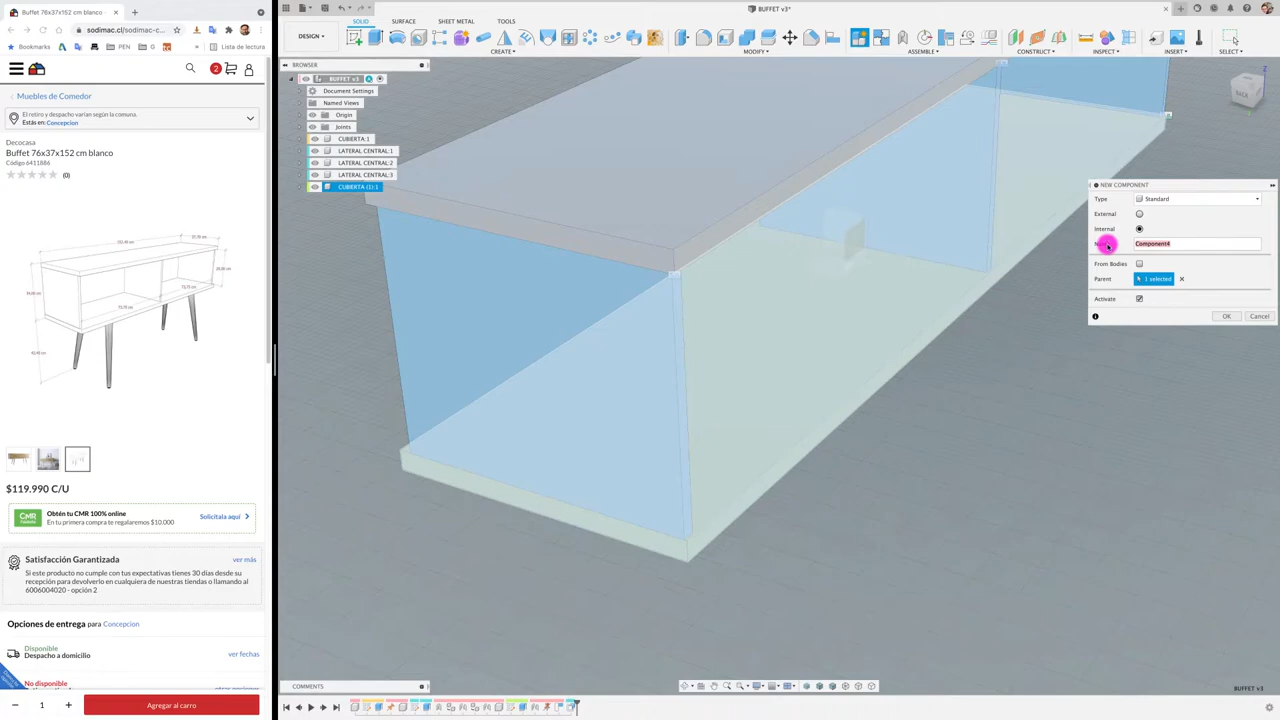 Buffet 76x37x152 cm blanco
sodimac.cl/sodimac-c...
Bookmarks
PEN
G
Lista de lectura
2
Muebles de Comedor
El retiro y despacho varían según la comuna.
Estás en: Concepcion
Decocasa
Buffet 76x37x152 cm blanco
Código 6411886
(0)
$119.990 C/U
CMR
Obtén tu CMR 100% online
En tu primera compra te regalaremos $10.000
Solicítala aquí
Satisfacción Garantizada
ver más
Si este producto no cumple con tus expectativas tienes 30 días desde su
recepción para devolverlo en cualquiera de nuestras tiendas o llamando al
6006004020 - opción 2
Opciones de entrega para Concepcion
Disponible
Despacho a domicilio
ver fechas
No disponible
1
Agregar al carro
BUFFET v3*
DESIGN
SOLID
SURFACE
SHEET METAL
TOOLS
CREATE
MODIFY
ASSEMBLE
CONSTRUCT
INSPECT
INSERT
SELECT
BROWSER
BUFFET v3
Document Settings
Named Views
Origin
Joints
CUBIERTA:1
LATERAL CENTRAL:1
LATERAL CENTRAL:2
LATERAL CENTRAL:3
CUBIERTA (1):1
BACK
Z
NEW COMPONENT
Type
Standard
External
Internal
Component4
From Bodies
Parent
1 selected
Activate
OK
Cancel
COMMENTS
BUFFET v3